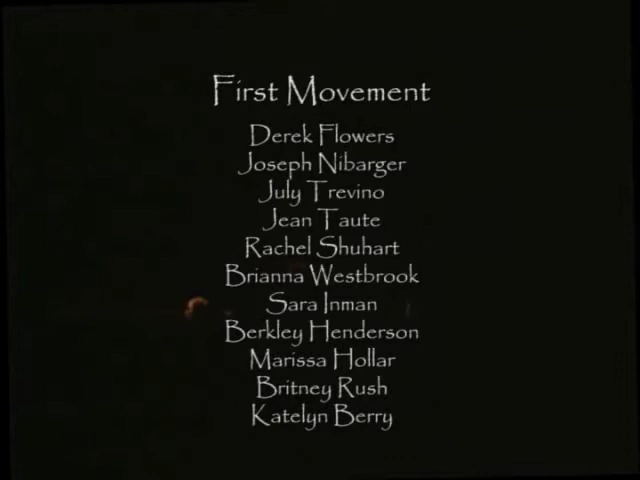 First Movement
Derek Flowers
Joseph Nibarger
July Trevino
Jean Taute
Rachel Shuhart
Brianna Westbrook
Sara Inman
Berkley Henderson
Marissa Hollar
Britney Rush
Katelyn Berry